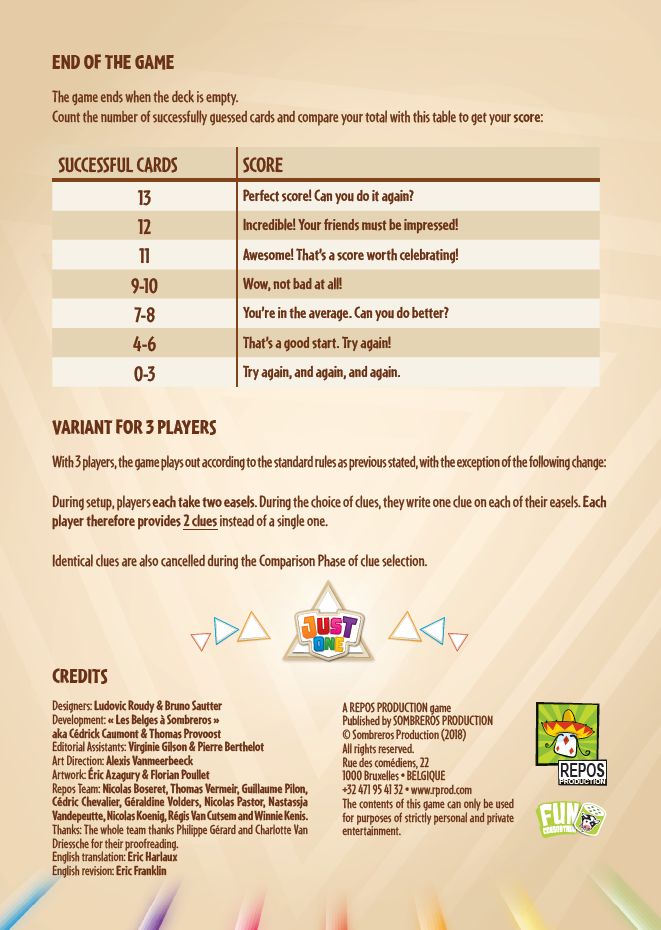 END OF THE GAME
The game ends when the deck is empty.
Count the number of successfully guessed cards and compare your total with this table to get your score:
SUCCESSFUL CARDS SCORE
13 Perfect score! Can you do it again?
12 Incredible! Your friends must be impressed!
11 Awesome! That's a score worth celebrating!
9-10 Wow, not bad at all!
7-8 You're in the average. Can you do better?
4-6 That's a good start. Try again!
0-3 Try again, and again, and again.
VARIANT FOR 3 PLAYERS
With 3 players, the game plays out according to the standard rules as previous stated, with the exception of the following change:
During setup, players each take two easels. During the choice of clues, they write one clue on each of their easels. Each
player therefore provides 2 clues instead of a single one.
Identical clues are also cancelled during the Comparison Phase of clue selection.
JUST
ONE
CREDITS
Designers: Ludovic Roudy & Bruno Sautter
Development: « Les Belges à Sombreros »
aka Cédrick Caumont & Thomas Provoost
Editorial Assistants: Virginie Gilson & Pierre Berthelot
Art Direction: Alexis Vanmeerbeeck
Artwork: Éric Azagury & Florian Poullet
Repos Team: Nicolas Boseret, Thomas Vermeir, Guillaume Pilon,
Cédric Chevalier, Géraldine Volders, Nicolas Pastor, Nastassja
Vandepeutte, Nicolas Koenig, Régis Van Cutsem and Winnie Kenis.
Thanks: The whole team thanks Philippe Gérard and Charlotte Van
Driessche for their proofreading.
English translation: Eric Harlaux
English revision: Eric Franklin
A REPOS PRODUCTION game
Published by SOMBREROS PRODUCTION
© Sombreros Production (2018)
All rights reserved.
Rue des comédiens, 22
1000 Bruxelles • BELGIQUE
+32 471 95 41 32 • www.rprod.com
The contents of this game can only be used
for purposes of strictly personal and private
entertainment.
REPOS
PRODUCTION
FUN
CONSORTIUM